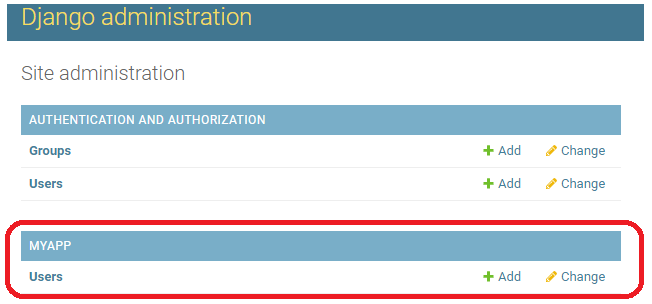 Django administration
Site administration
AUTHENTICATION AND AUTHORIZATION
Groups Add Change
Users Add Change
MYAPP
Users Add Change